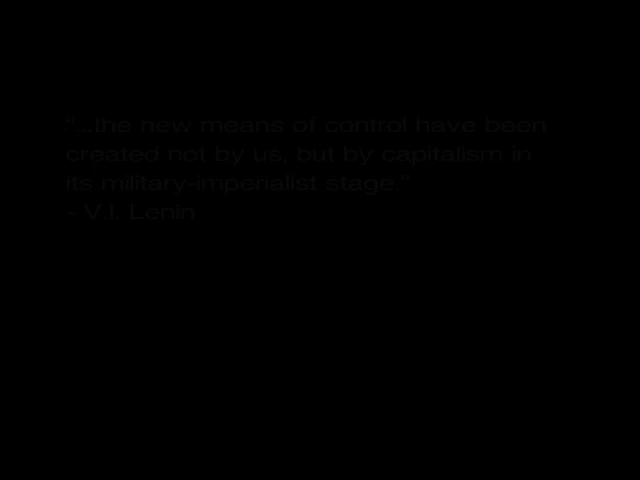 "...the new means of control have been
created not by us, but by capitalism in
its military-imperialist stage."
- V.I. Lenin